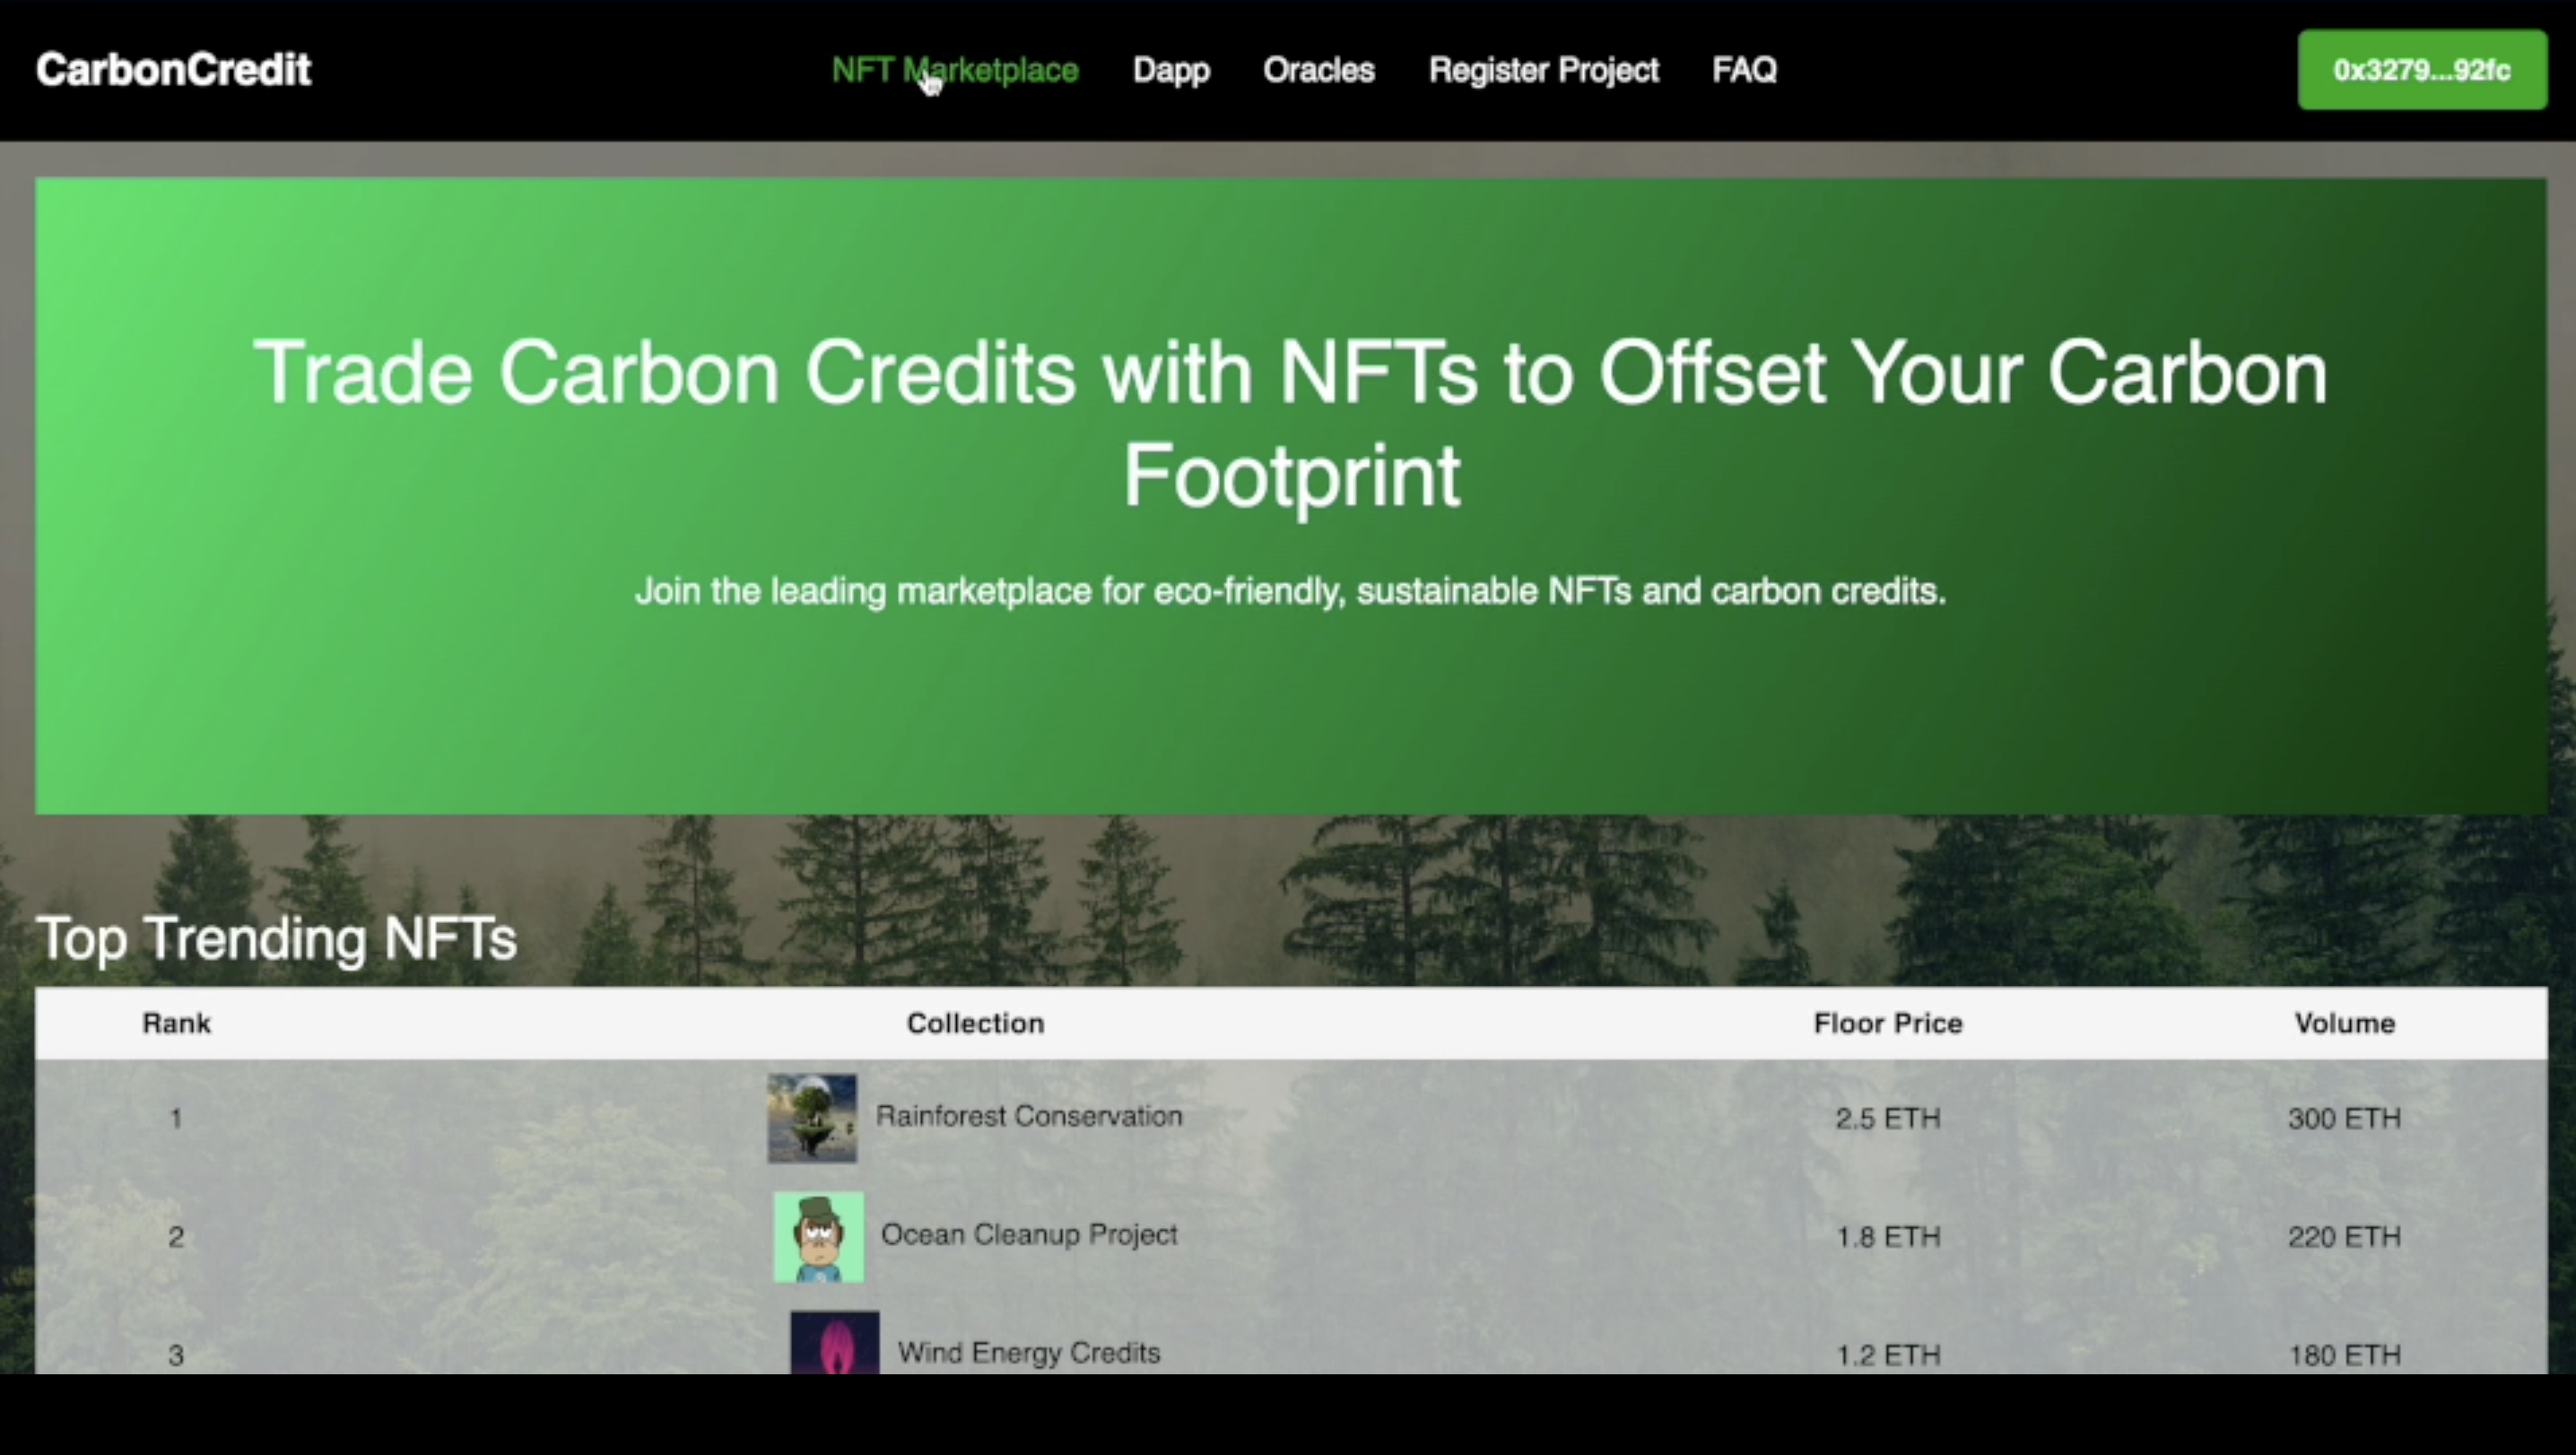 CarbonCredit
NFT Marketplace Dapp Oracles Register Project FAQ
0x3279...92fc
Trade Carbon Credits with NFTs to Offset Your Carbon
Footprint
Join the leading marketplace for eco-friendly, sustainable NFTs and carbon credits.
Top Trending NFTs
Rank Collection Floor Price Volume
1 Rainforest Conservation 2.5 ETH 300 ETH
2 Ocean Cleanup Project 1.8 ETH 220 ETH
3 Wind Energy Credits 1.2 ETH 180 ETH